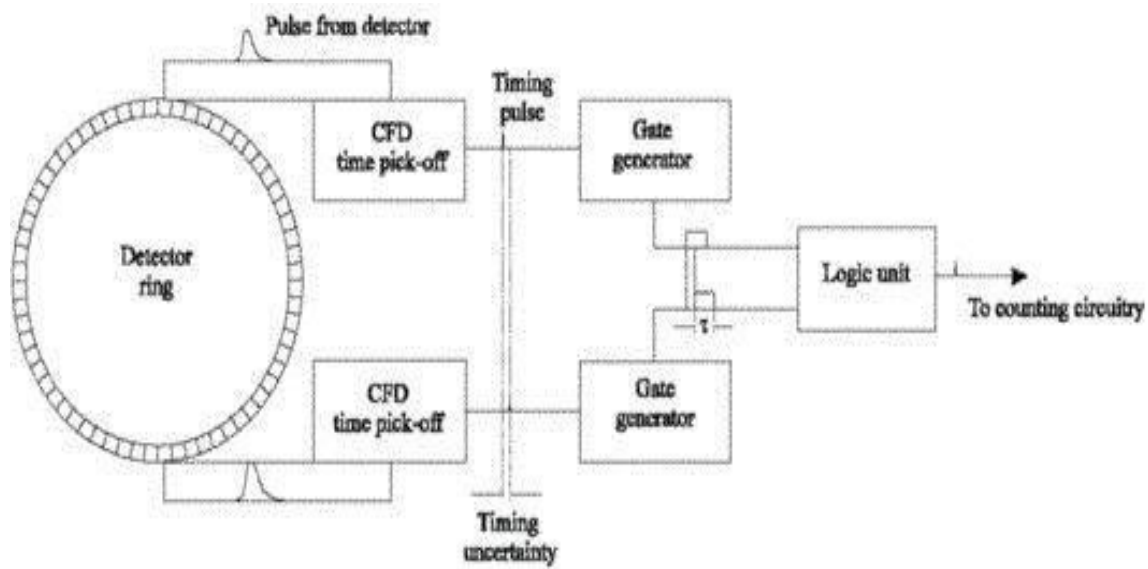 Pulse from detector
Timing
pulse
CFD
time pick-off
Gate
generator
Detector
ring
Logic unit
To counting circuitry
τ
CFD
time pick-off
Gate
generator
Timing
uncertainty